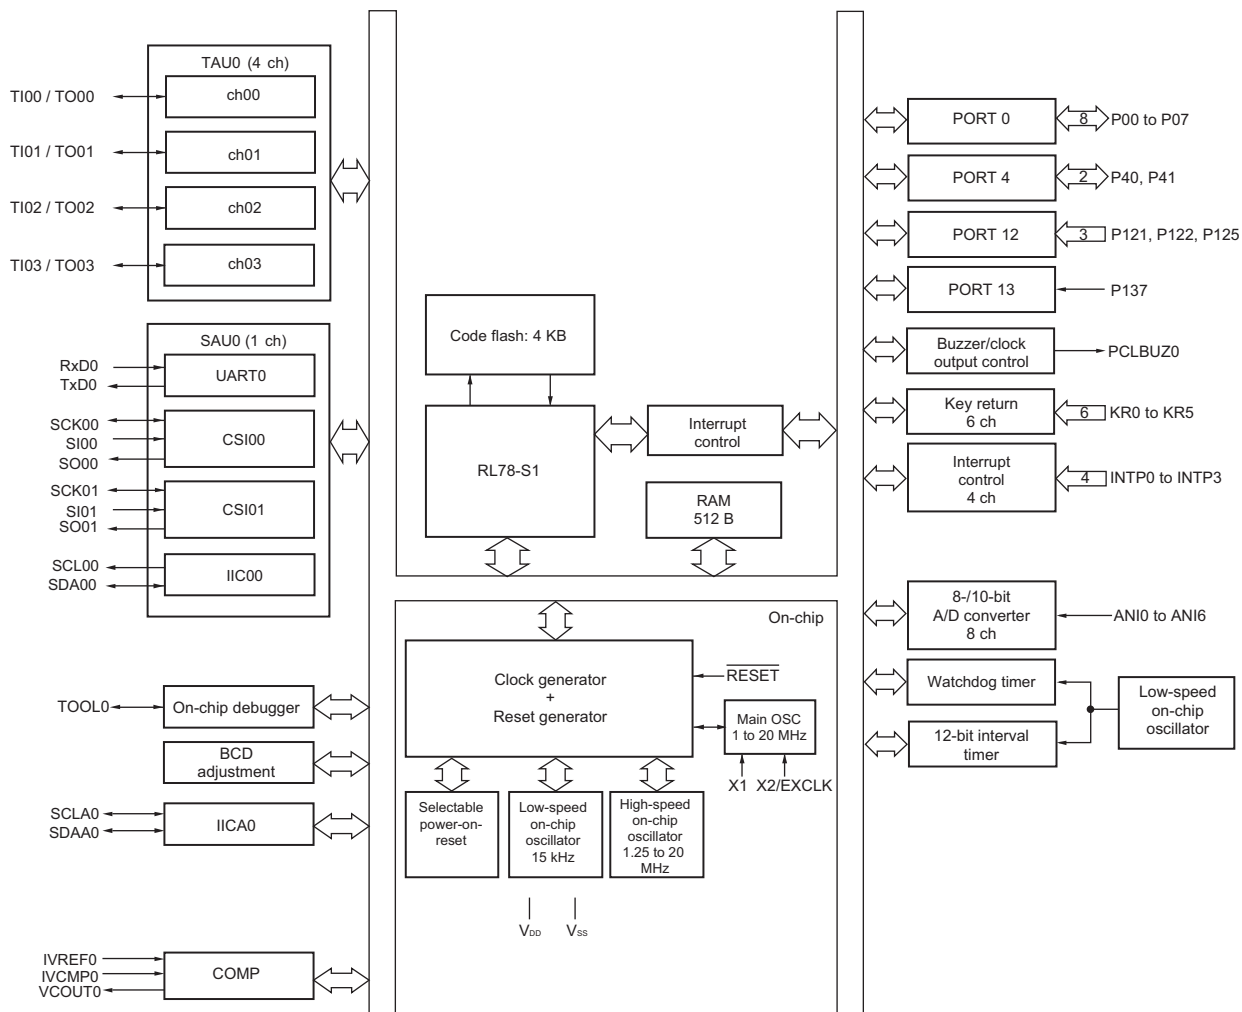 TAU0 (4 ch)
TI00 / TO00
ch00
TI01 / TO01
ch01
TI02 / TO02
ch02
TI03 / TO03
ch03
SAU0 (1 ch)
RxD0
TxD0
UART0
SCK00
SI00
SO00
CSI00
SCK01
SI01
SO01
CSI01
SCL00
SDA00
IIC00
TOOL0
On-chip debugger
BCD
adjustment
SCLA0
SDAA0
IICA0
IVREF0
IVCMP0
VCOUT0
COMP
Code flash: 4 KB
RL78-S1
Interrupt
control
RAM
512 B
On-chip
Clock generator
+
Reset generator
RESET
Main OSC
1 to 20 MHz
X1 X2/EXCLK
Selectable
power-on-
reset
Low-speed
on-chip
oscillator
15 kHz
High-speed
on-chip
oscillator
1.25 to 20
MHz
VDD
VSS
PORT 0
8
P00 to P07
PORT 4
2
P40, P41
PORT 12
3
P121, P122, P125
PORT 13
P137
Buzzer/clock
output control
PCLBUZ0
Key return
6 ch
6
KR0 to KR5
Interrupt
control
4 ch
4
INTP0 to INTP3
8-/10-bit
A/D converter
8 ch
ANI0 to ANI6
Watchdog timer
12-bit interval
timer
Low-speed
on-chip
oscillator